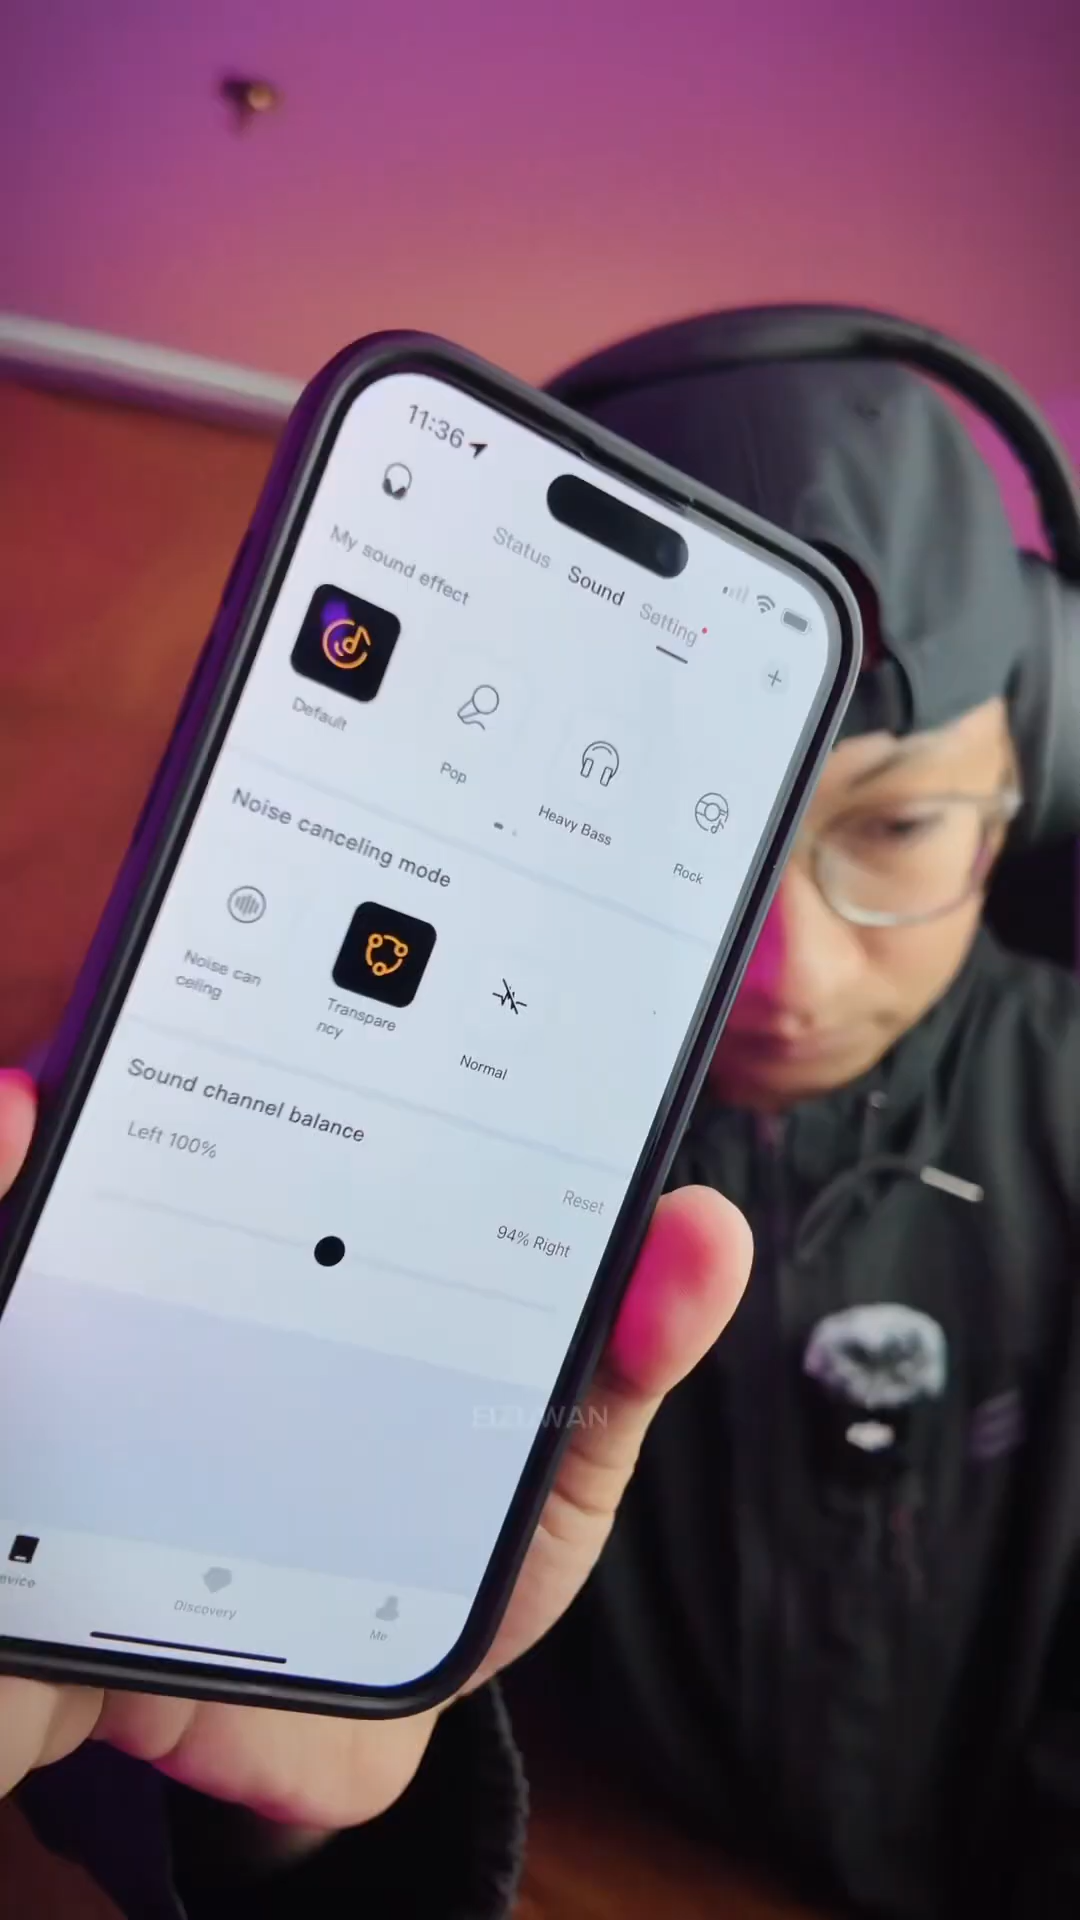 11:36
Status Sound Setting
My sound effect
Default
Pop
Heavy Bass
Rock
Noise canceling mode
Noise can
celing
Transpare
ncy
Normal
Sound channel balance
Left 100%
Reset
94% Right
evice
Discovery
Me